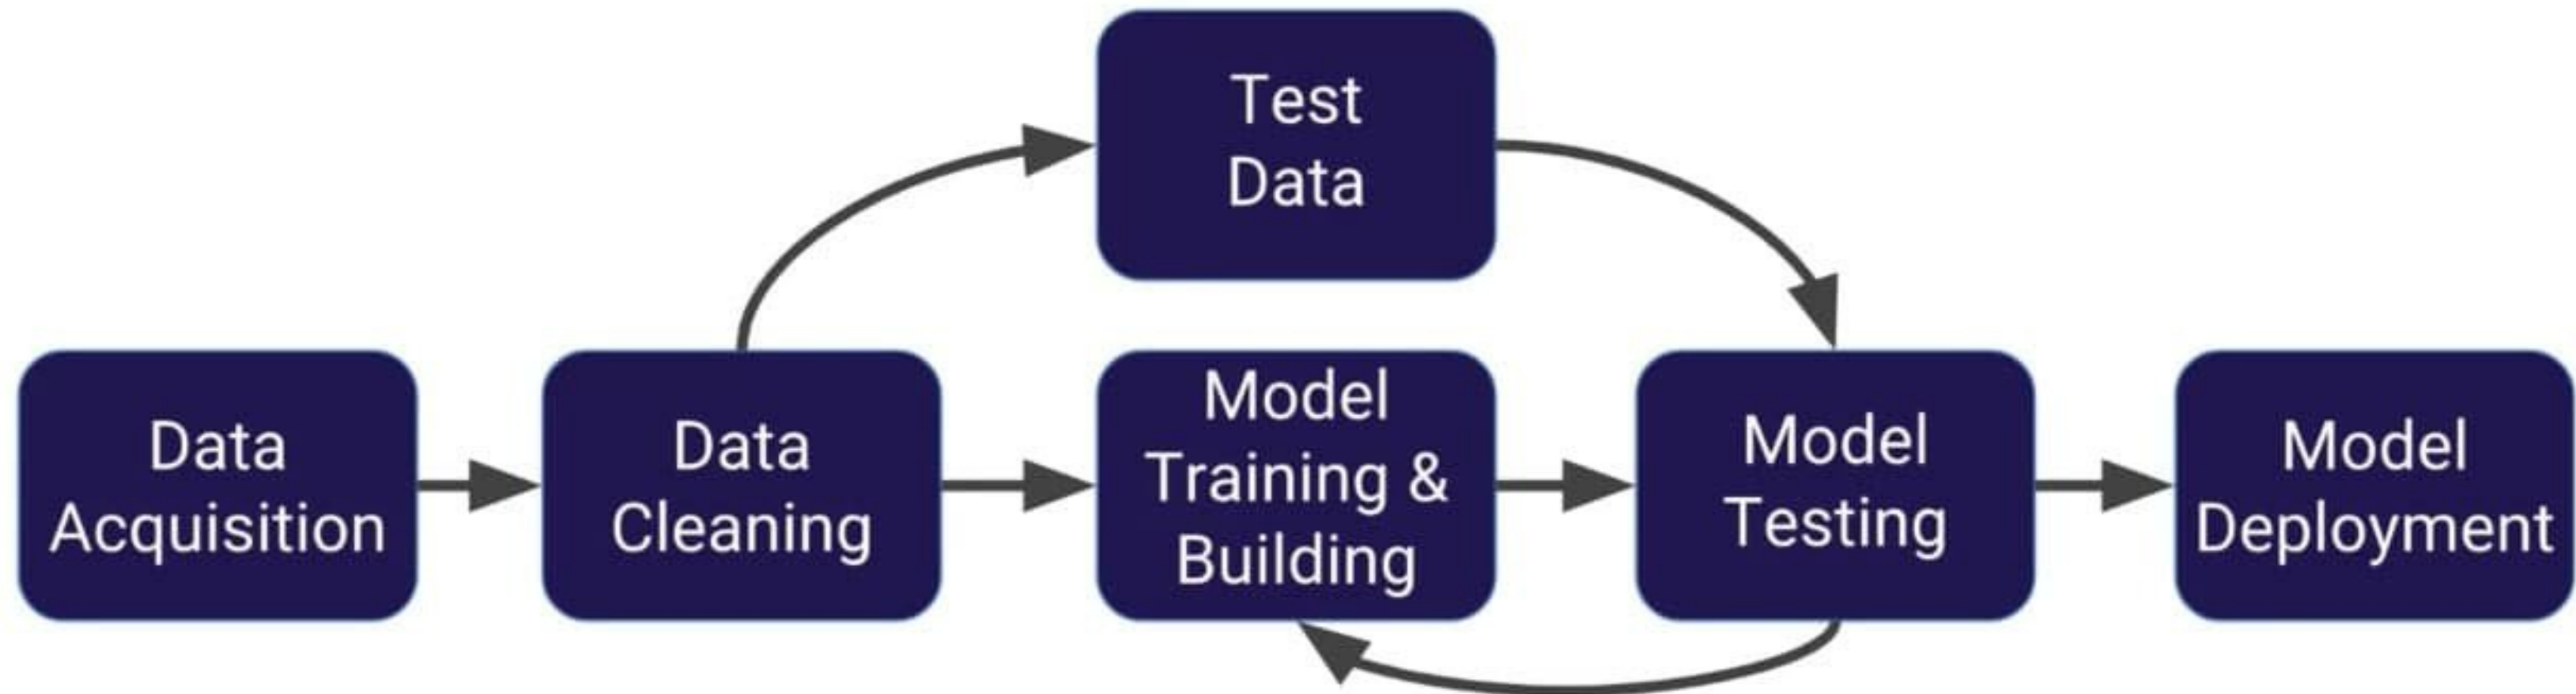 Test
Data
Data
Acquisition
Data
Cleaning
Model
Training &
Building
Model
Testing
Model
Deployment